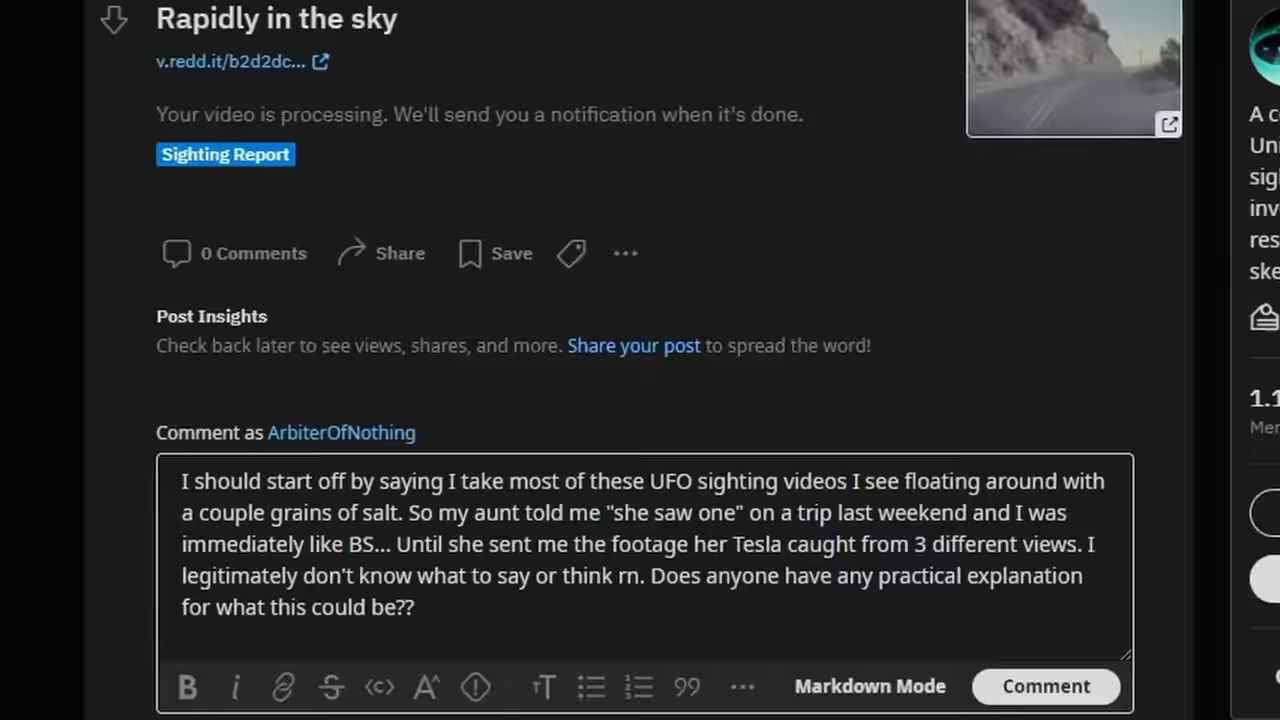 Rapidly in the sky
v.redd.it/b2d2dc...
Your video is processing. We'll send you a notification when it's done.
Sighting Report
0 Comments
Share
Save
Post Insights
Check back later to see views, shares, and more. Share your post to spread the word!
Comment as ArbiterOfNothing
I should start off by saying I take most of these UFO sighting videos I see floating around with
a couple grains of salt. So my aunt told me "she saw one" on a trip last weekend and I was
immediately like BS... Until she sent me the footage her Tesla caught from 3 different views. I
legitimately don't know what to say or think rn. Does anyone have any practical explanation
for what this could be??
Markdown Mode
Comment